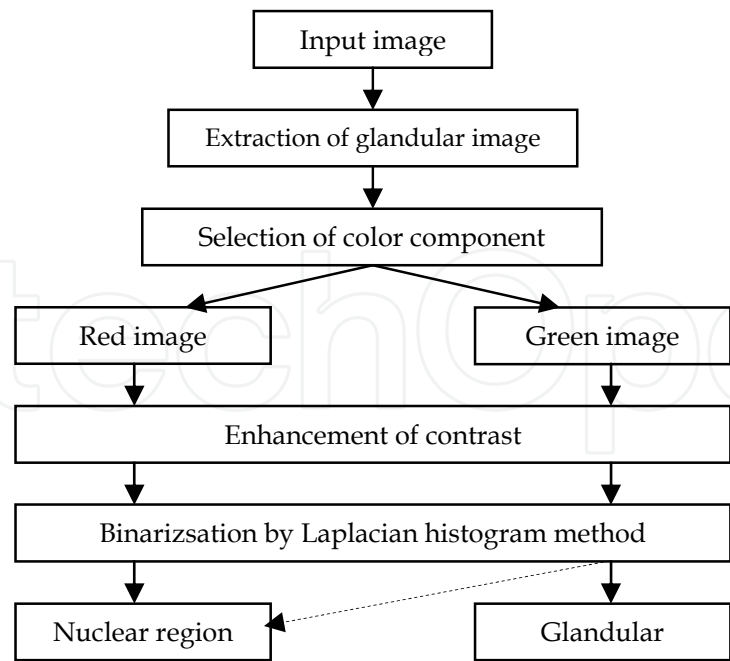 Input image
Extraction of glandular image
Selection of color component
Red image
Green image
Enhancement of contrast
Binarizsation by Laplacian histogram method
Nuclear region
Glandular